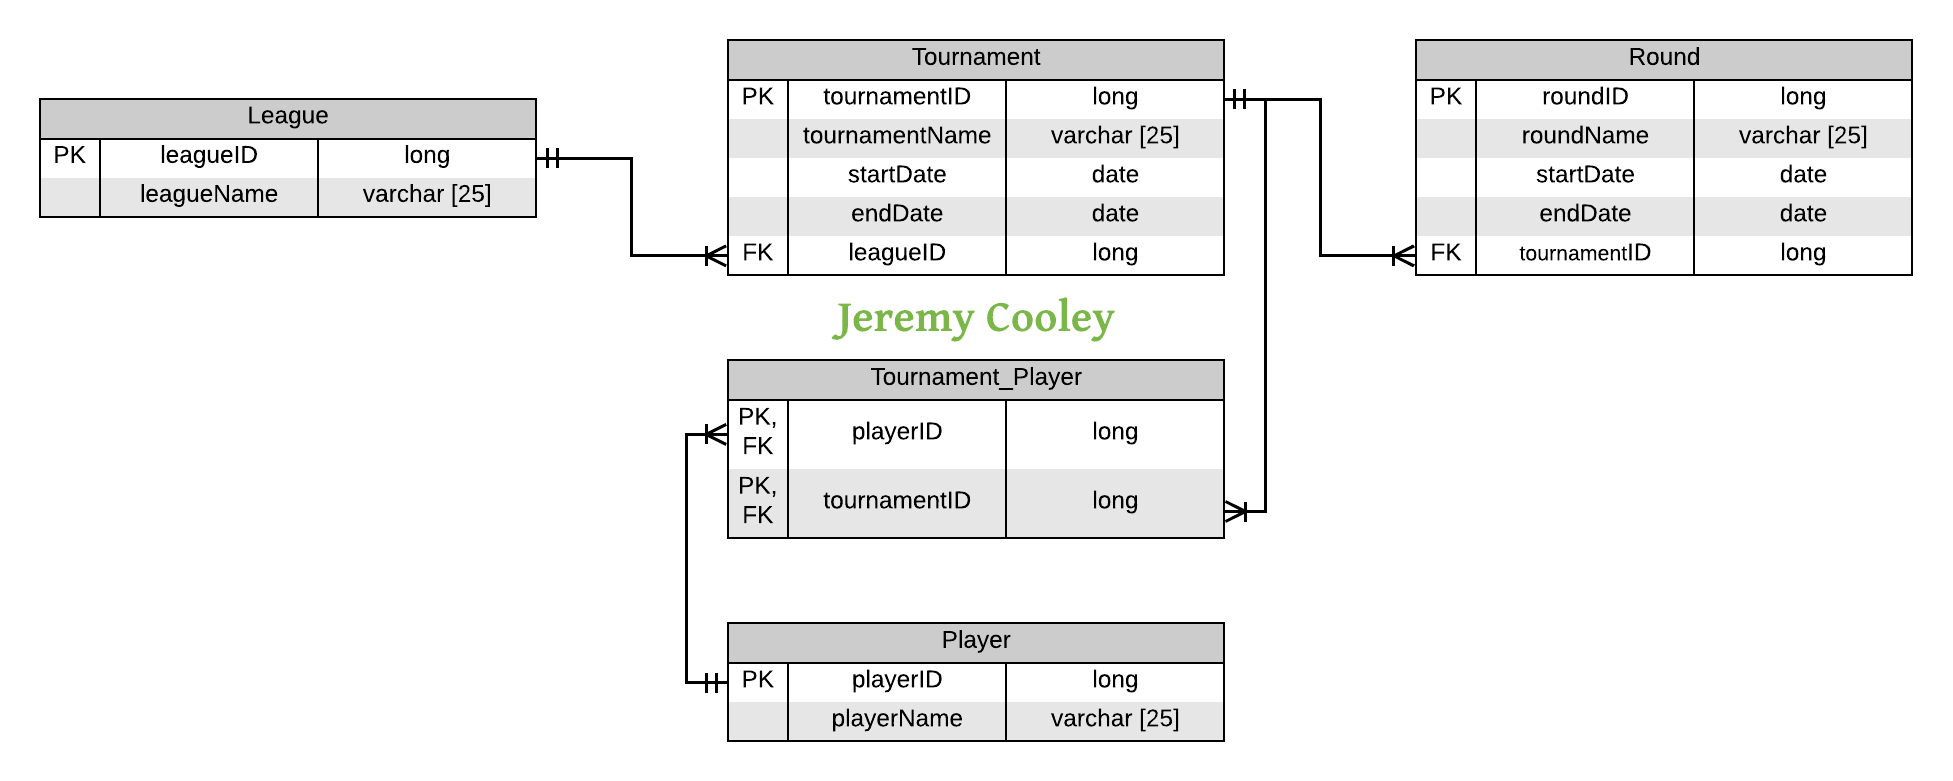 League
PK leagueID long
leagueName varchar [25]
Tournament
PK tournamentID long
tournamentName varchar [25]
startDate date
endDate date
FK leagueID long
Round
PK roundID long
roundName varchar [25]
startDate date
endDate date
FK tournamentID long
Jeremy Cooley
Tournament_Player
PK, FK playerID long
PK, FK tournamentID long
Player
PK playerID long
playerName varchar [25]